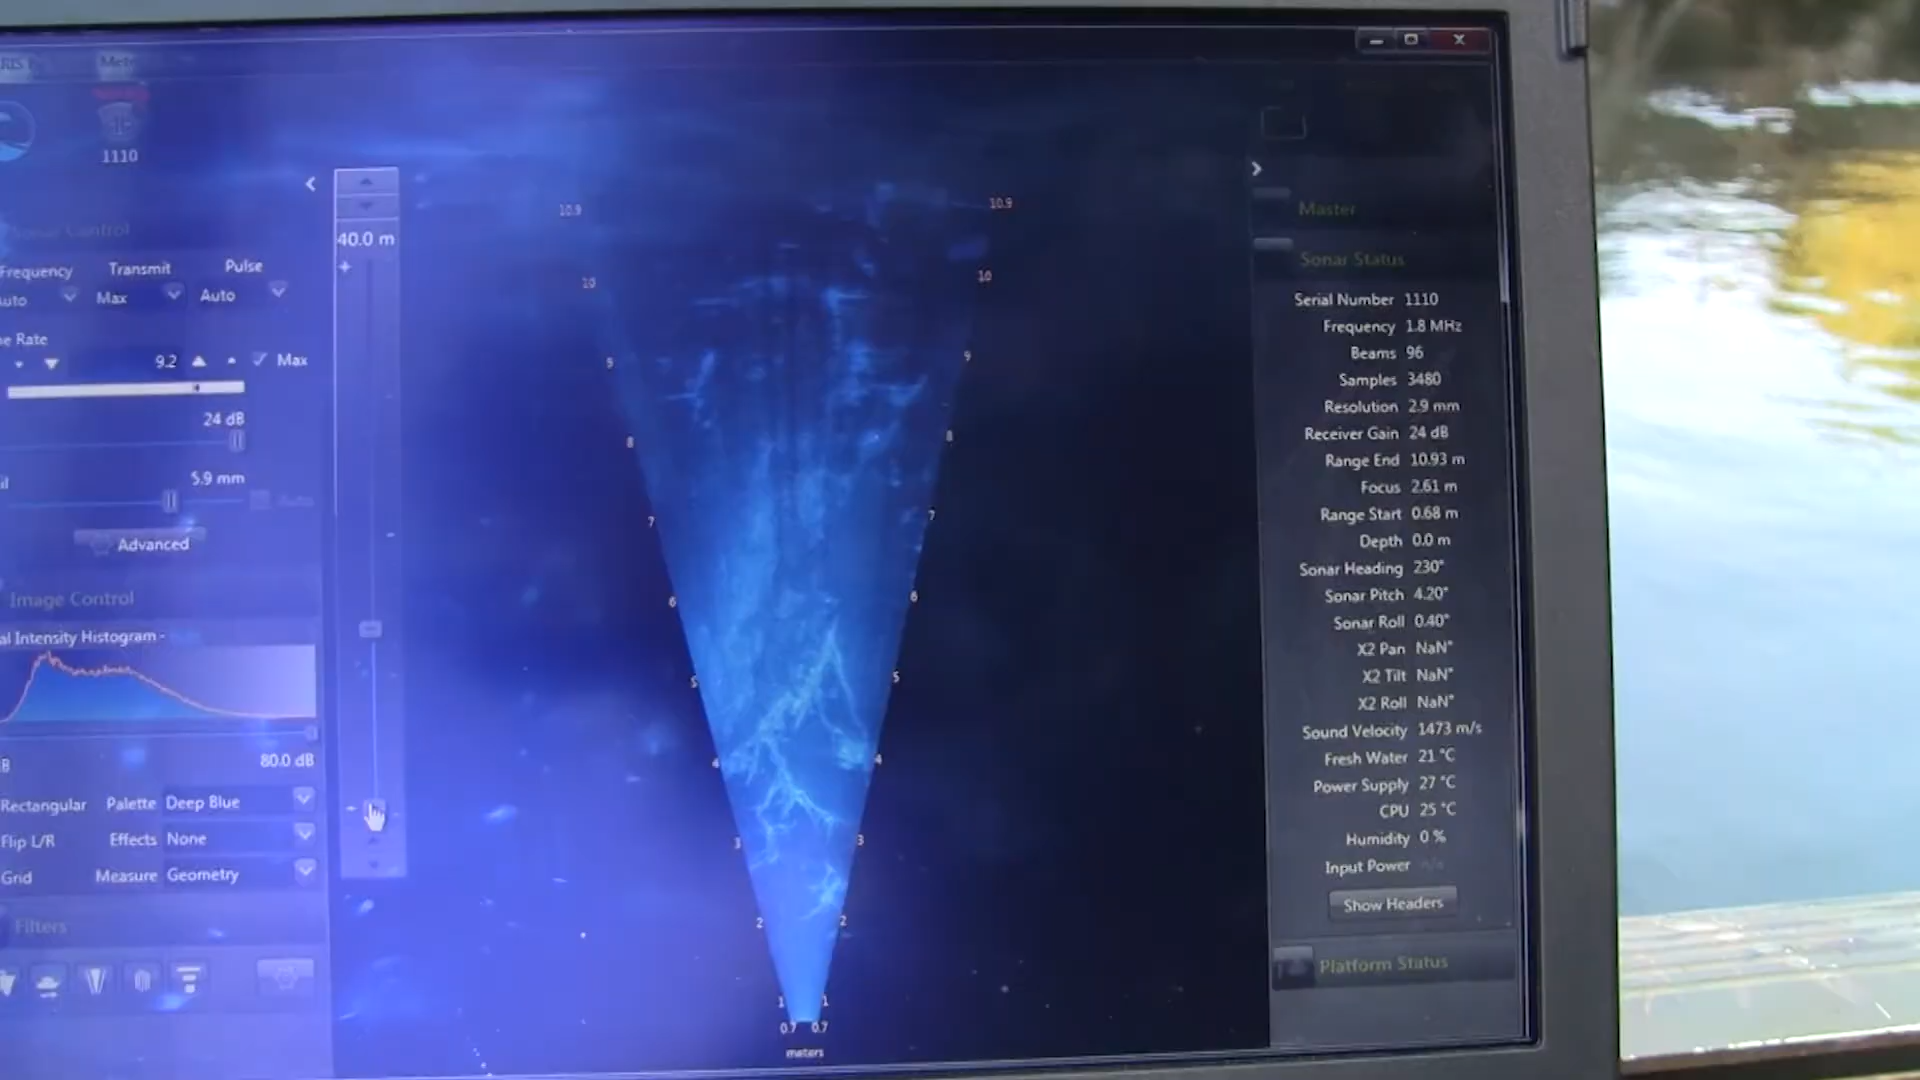 1110
Sonar Control
Frequency Transmit Pulse
Max Auto
9.2 Max
24 dB
5.9 mm
Advanced
Image Control
Intensity Histogram -
80.0 dB
Rectangular Palette Deep Blue
Flip L/R Effects None
Grid Measure Geometry
Filters
40.0 m
+
-
10.9 10.9
10 10
9 9
8 8
7 7
6 6
5 5
4 4
3 3
2 2
1 1
0.7 0.7
meters
Master
Sonar Status
Serial Number 1110
Frequency 1.8 MHz
Beams 96
Samples 3480
Resolution 2.9 mm
Receiver Gain 24 dB
Range End 10.93 m
Focus 2.61 m
Range Start 0.68 m
Depth 0.0 m
Sonar Heading 230°
Sonar Pitch 4.20°
Sonar Roll 0.40°
X2 Pan NaN°
X2 Tilt NaN°
X2 Roll NaN°
Sound Velocity 1473 m/s
Fresh Water 21 °C
Power Supply 27 °C
CPU 25 °C
Humidity 0 %
Input Power n/a
Show Headers
Platform Status